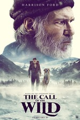 HARRISON FORD
THE CALL
OF THE
WILD